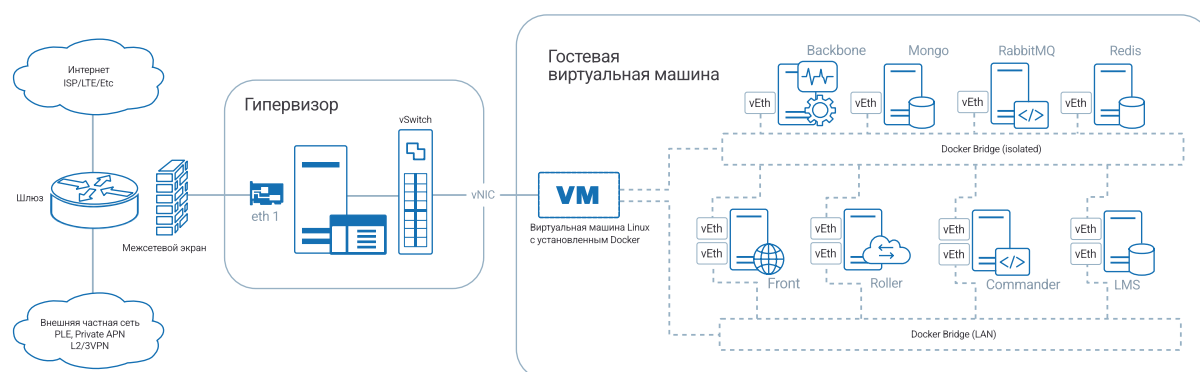 Интернет
ISP/LTE/Etc
Шлюз
Межсетевой экран
Внешняя частная сеть
PLE, Private APN
L2/3VPN
Гипервизор
eth 1
vSwitch
vNIC
VM
Виртуальная машина Linux
с установленным Docker
Гостевая
виртуальная машина
Backbone
Mongo
RabbitMQ
Redis
vEth
vEth
vEth
vEth
Docker Bridge (isolated)
vEth
vEth
Front
vEth
vEth
Roller
vEth
vEth
Commander
vEth
vEth
LMS
Docker Bridge (LAN)